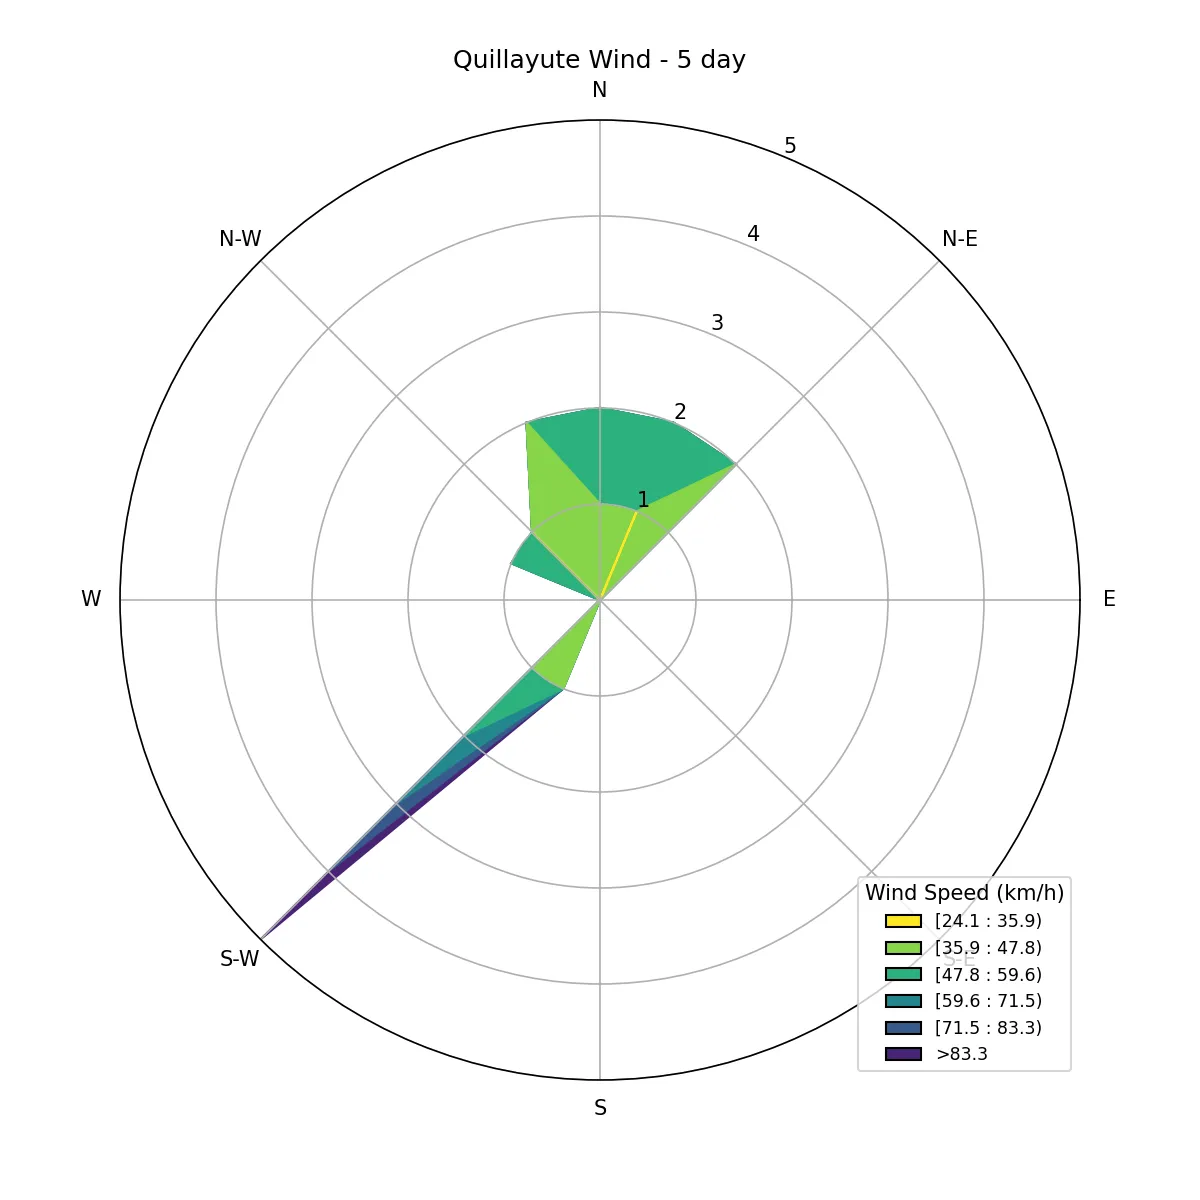 Quillayute Wind - 5 day
N
5
N-W
4
N-E
3
2
1
W
E
S-W
S-E
S
Wind Speed (km/h)
[24.1 : 35.9)
[35.9 : 47.8)
[47.8 : 59.6)
[59.6 : 71.5)
[71.5 : 83.3)
>83.3